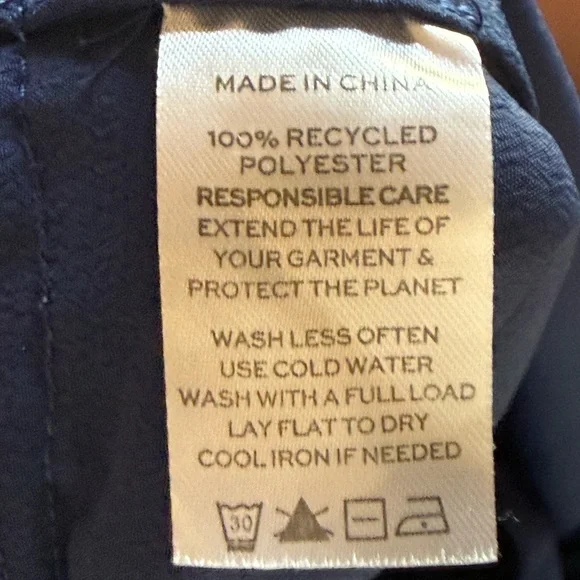 MADE IN CHINA
100% RECYCLED
POLYESTER
RESPONSIBLE CARE
EXTEND THE LIFE OF
YOUR GARMENT &
PROTECT THE PLANET
WASH LESS OFTEN
USE COLD WATER
WASH WITH A FULL LOAD
LAY FLAT TO DRY
COOL IRON IF NEEDED
30